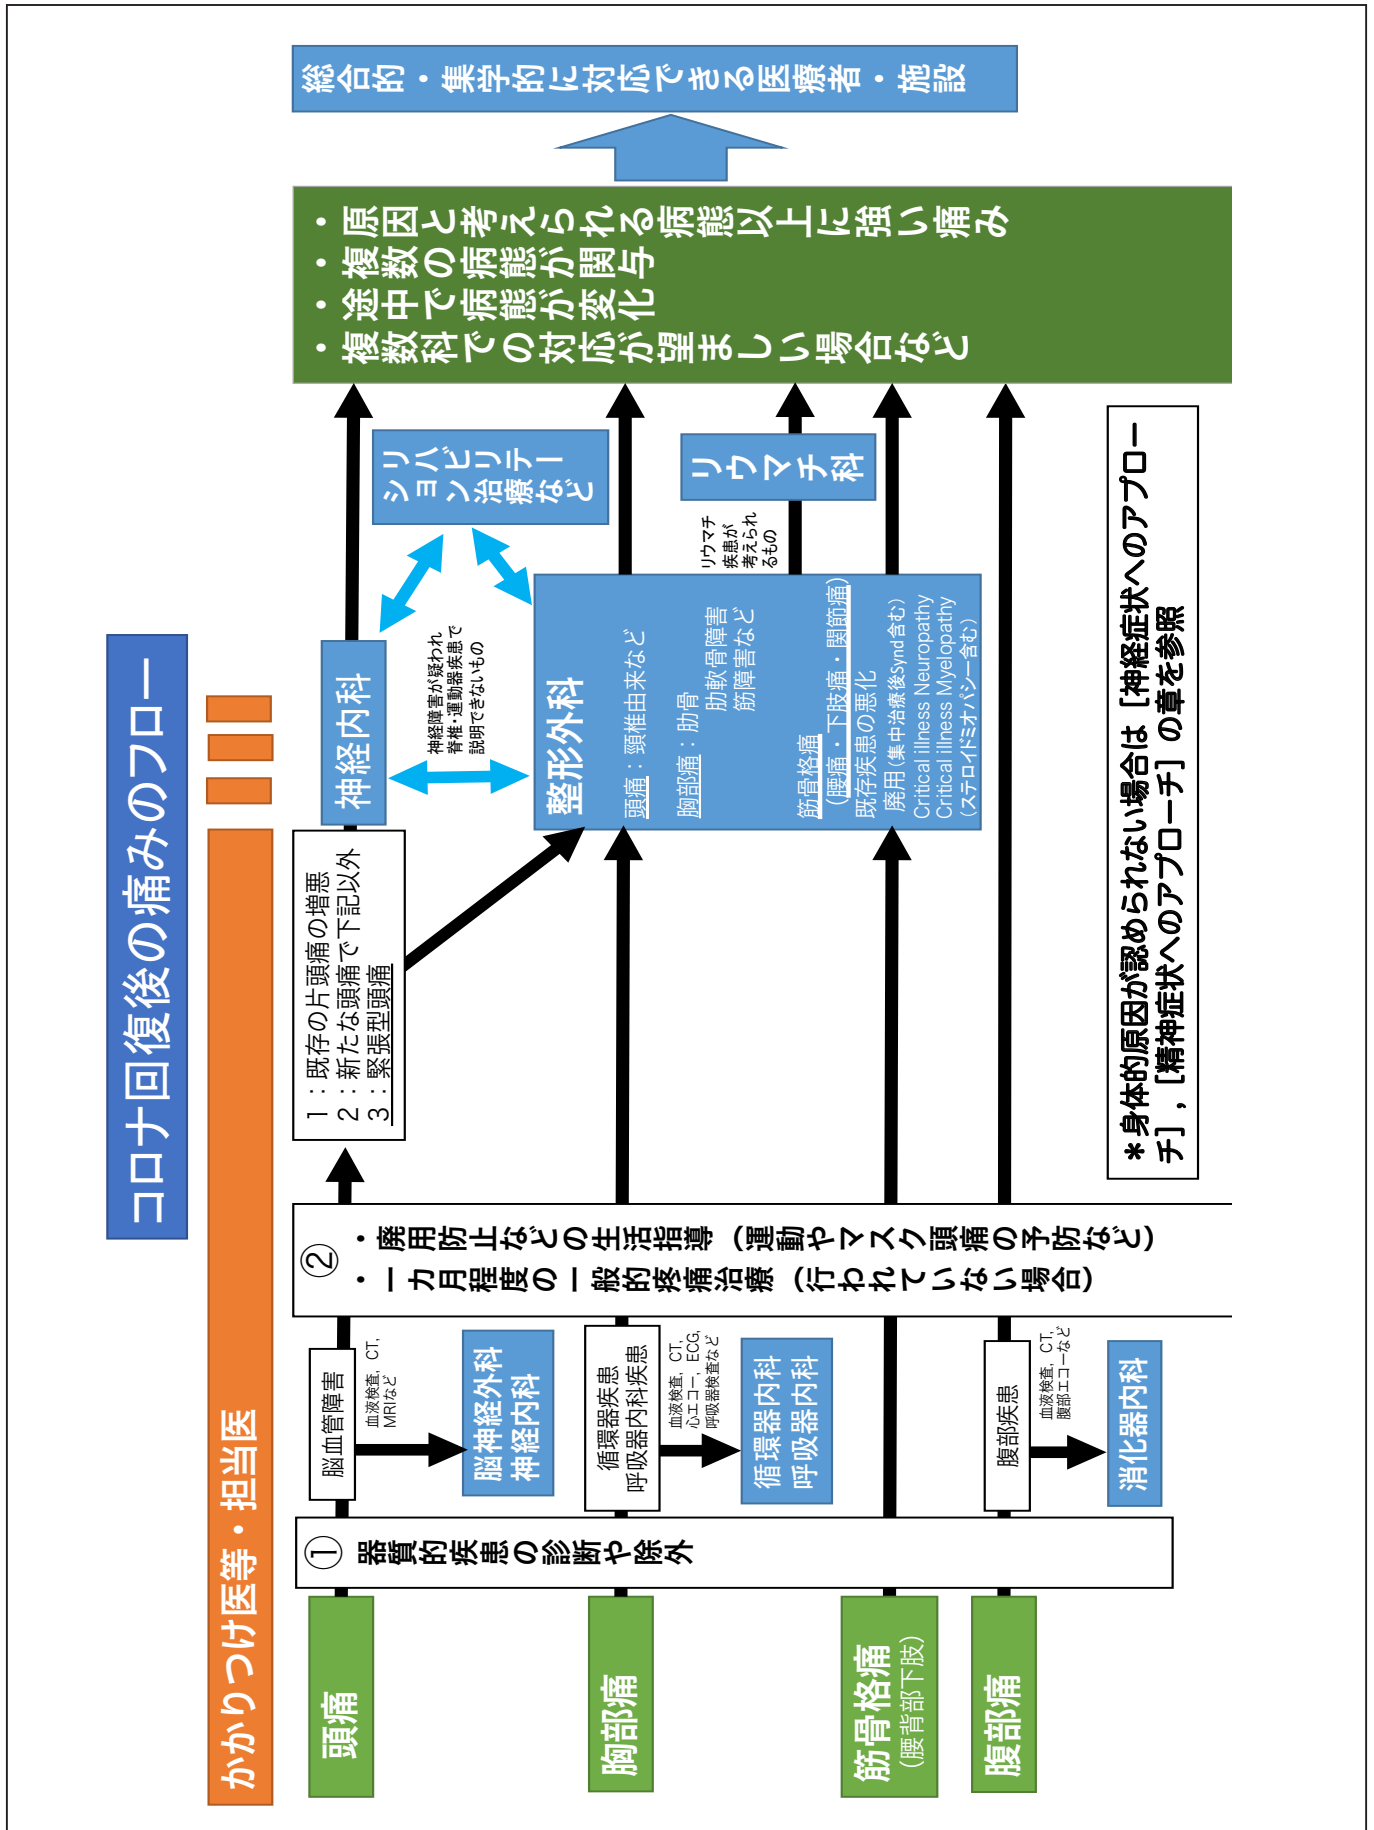 コロナ回復後の痛みのフロー
かかりつけ医等・担当医
頭痛
胸部痛
筋骨格痛
(腰背部下肢)
腹部痛
① 器質的疾患の診断や除外
脳血管障害
血液検査, CT,
MRIなど
脳神経外科
神経内科
循環器疾患
呼吸器内科疾患
血液検査, CT,
心エコー, ECG,
呼吸器検査など
循環器内科
呼吸器内科
腹部疾患
血液検査, CT,
腹部エコーなど
消化器内科
② ・廃用防止などの生活指導（運動やマスク頭痛の予防など）
・一カ月程度の一般的疼痛治療（行われていない場合）
1：既存の片頭痛の増悪
2：新たな頭痛で下記以外
3：緊張型頭痛
神経内科
神経障害が疑われ
脊椎・運動器疾患で
説明できないもの
リハビリテー
ション治療など
整形外科
頭痛：頸椎由来など
胸部痛：肋骨
肋軟骨障害
筋障害など
筋骨格痛
(腰痛・下肢痛・関節痛)
既存疾患の悪化
廃用(集中治療後Synd含む)
Critical illness Neuropathy
Critical illness Myelopathy
(ステロイドミオパシー含む)
リウマチ
疾患が
考えられ
るもの
リウマチ科
・原因と考えられる病態以上に強い痛み
・複数の病態が関与
・途中で病態が変化
・複数科での対応が望ましい場合など
総合的・集学的に対応できる医療者・施設
＊身体的原因が認められない場合は［神経症状へのアプロー
チ］,［精神症状へのアプローチ］の章を参照